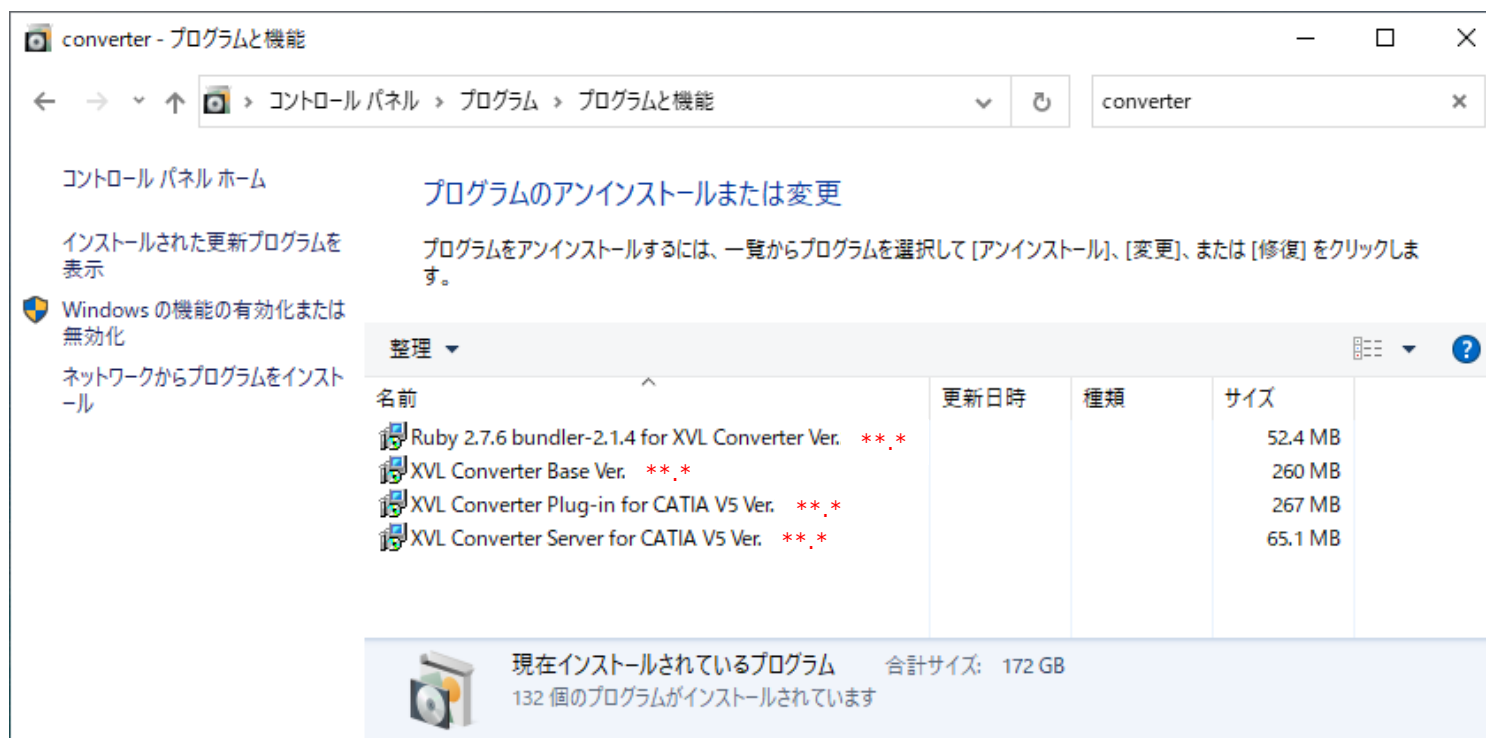 converter - プログラムと機能
コントロール パネル › プログラム › プログラムと機能
converter
コントロール パネル ホーム
インストールされた更新プログラムを
表示
Windows の機能の有効化または
無効化
ネットワークからプログラムをインスト
ール
プログラムのアンインストールまたは変更
プログラムをアンインストールするには、一覧からプログラムを選択して [アンインストール]、[変更]、または [修復] をクリックしま
す。
整理
名前 更新日時 種類 サイズ
Ruby 2.7.6 bundler-2.1.4 for XVL Converter Ver. **.* 52.4 MB
XVL Converter Base Ver. **.* 260 MB
XVL Converter Plug-in for CATIA V5 Ver. **.* 267 MB
XVL Converter Server for CATIA V5 Ver. **.* 65.1 MB
現在インストールされているプログラム 合計サイズ: 172 GB
132 個のプログラムがインストールされています